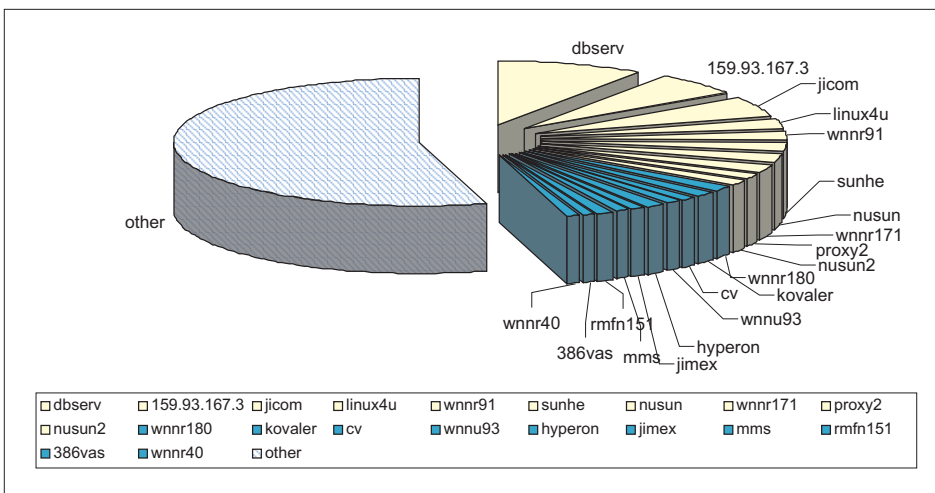 dbserv
159.93.167.3
jicom
linux4u
wnnr91
sunhe
nusun
wnnr171
proxy2
nusun2
wnnr180
kovaler
cv
wnnu93
hyperon
jimex
mms
rmfn151
386vas
wnnr40
other
dbserv 159.93.167.3 jicom linux4u wnnr91 sunhe nusun wnnr171 proxy2
nusun2 wnnr180 kovaler cv wnnu93 hyperon jimex mms rmfn151
386vas wnnr40 other